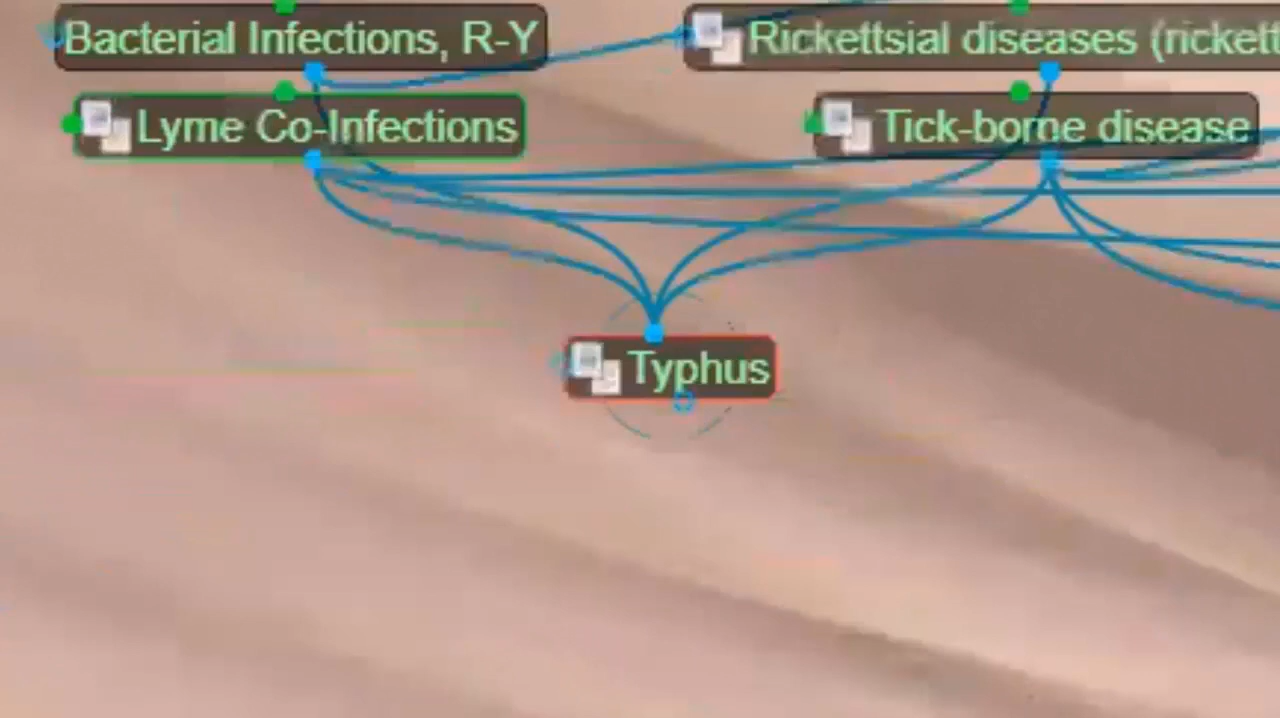 Bacterial Infections, R-Y
Rickettsial diseases (rickett
Lyme Co-Infections
Tick-borne disease
Typhus